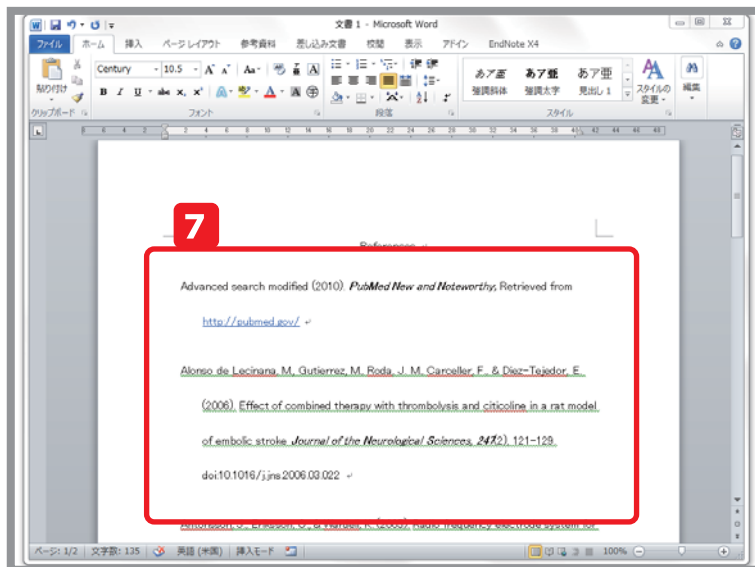 文書 1 - Microsoft Word
ファイル ホーム 挿入 ページ レイアウト 参考資料 差し込み文書 校閲 表示 アドイン EndNote X4
貼り付け Century 10.5 あア亜 あア亜 あア亜
強調斜体 強調太字 見出し 1 スタイルの変更 編集
クリップボード フォント 段落 スタイル
7
References
Advanced search modified (2010). PubMed New and Noteworthy, Retrieved from
http://pubmed.gov/
Alonso de Lecinana, M., Gutierrez, M., Roda, J. M., Carceller, F., & Diez-Tejedor, E.
(2006). Effect of combined therapy with thrombolysis and citicoline in a rat model
of embolic stroke. Journal of the Neurological Sciences, 247(2), 121-129.
doi:10.1016/j.jns.2006.03.022
ページ: 1/2 文字数: 135 英語 (米国) 挿入モード 100%